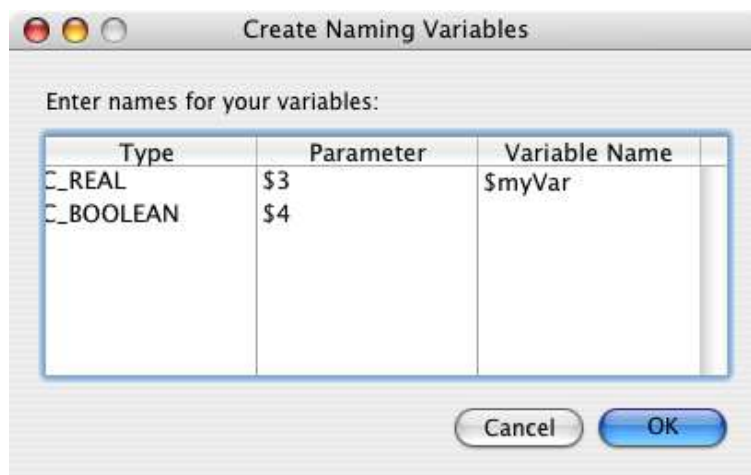 Create Naming Variables
Enter names for your variables:
Type Parameter Variable Name
C_REAL $3 $myVar
C_BOOLEAN $4
Cancel OK